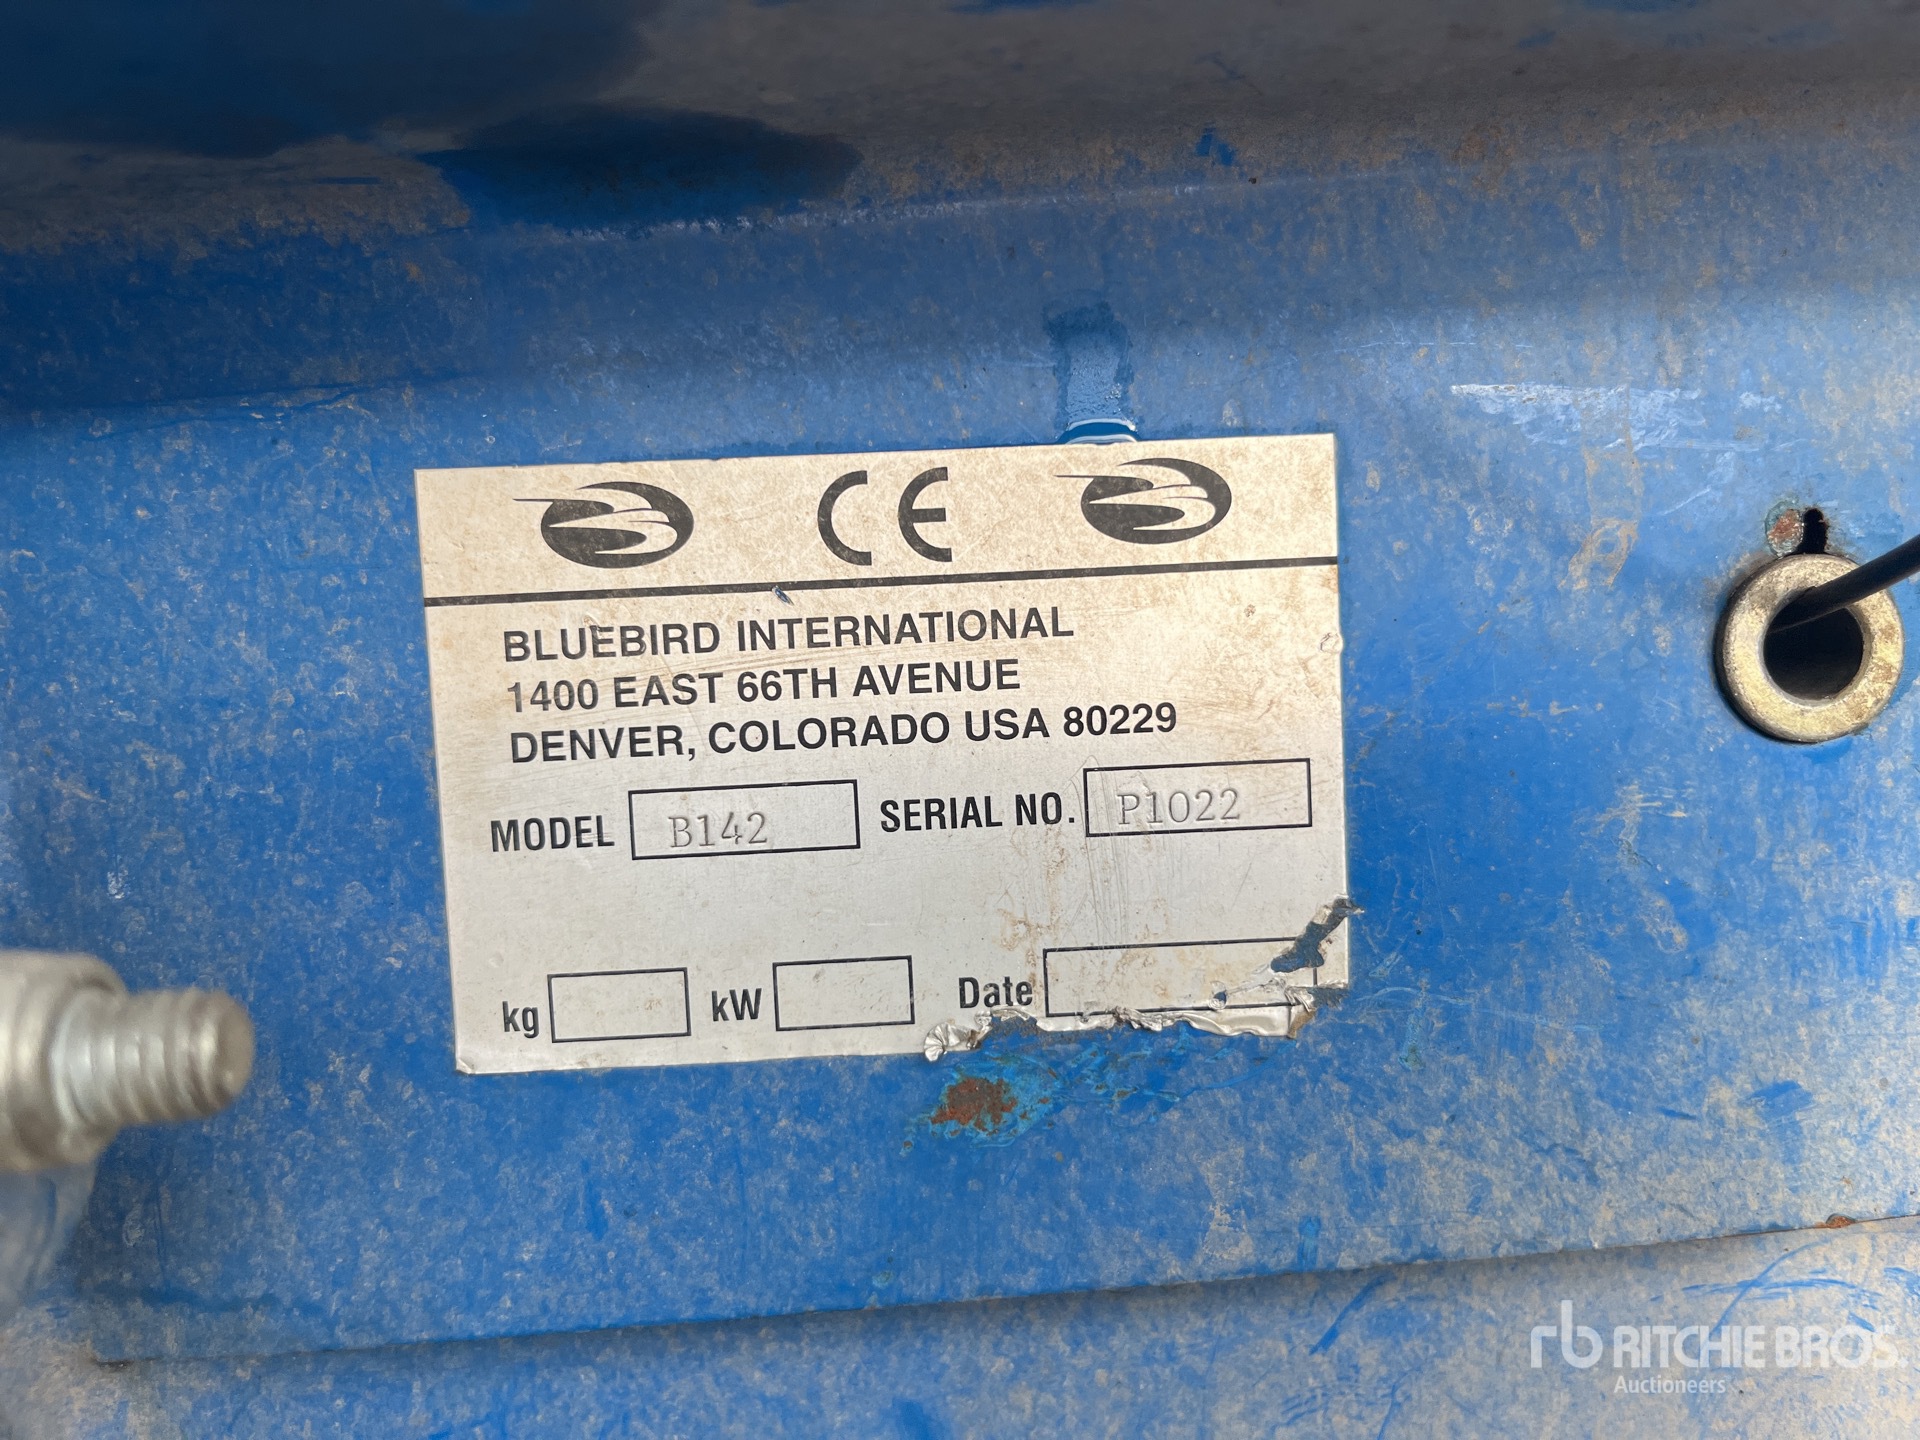 CE
BLUEBIRD INTERNATIONAL
1400 EAST 66TH AVENUE
DENVER, COLORADO USA 80229
MODEL B142 SERIAL NO. P1022
kg kW Date
rb RITCHIE BROS.
Auctioneers